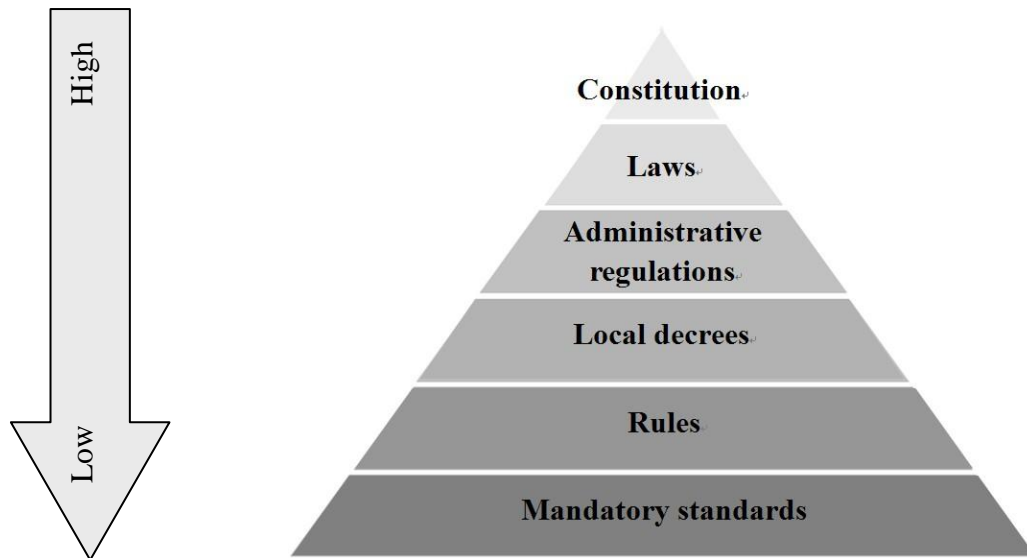 High
Low
Constitution
Laws
Administrative
regulations
Local decrees
Rules
Mandatory standards